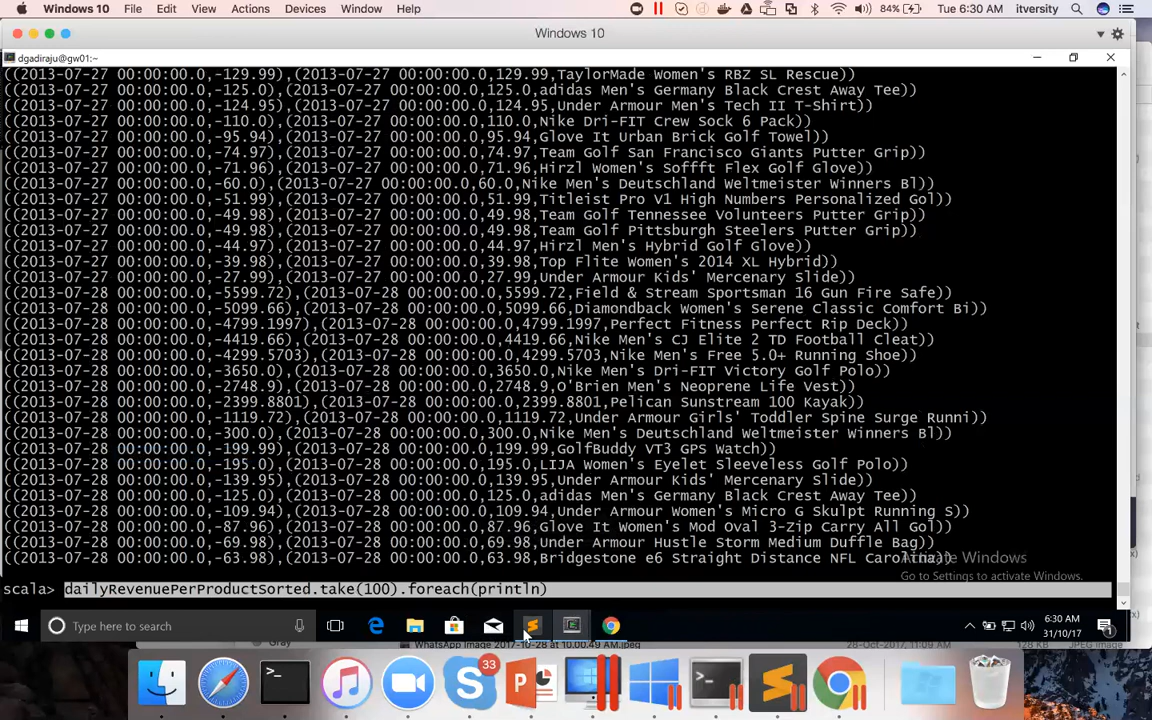 Windows 10 File Edit View Actions Devices Window Help 84% Tue 6:30 AM itversity
Windows 10
dgadiraju@gw01:~
((2013-07-27 00:00:00.0,-129.99),(2013-07-27 00:00:00.0,129.99,TaylorMade Women's RBZ SL Rescue))
((2013-07-27 00:00:00.0,-125.0),(2013-07-27 00:00:00.0,125.0,adidas Men's Germany Black Crest Away Tee))
((2013-07-27 00:00:00.0,-124.95),(2013-07-27 00:00:00.0,124.95,Under Armour Men's Tech II T-Shirt))
((2013-07-27 00:00:00.0,-110.0),(2013-07-27 00:00:00.0,110.0,Nike Dri-FIT Crew Sock 6 Pack))
((2013-07-27 00:00:00.0,-95.94),(2013-07-27 00:00:00.0,95.94,Glove It Urban Brick Golf Towel))
((2013-07-27 00:00:00.0,-74.97),(2013-07-27 00:00:00.0,74.97,Team Golf San Francisco Giants Putter Grip))
((2013-07-27 00:00:00.0,-71.96),(2013-07-27 00:00:00.0,71.96,Hirzl Women's Soffft Flex Golf Glove))
((2013-07-27 00:00:00.0,-60.0),(2013-07-27 00:00:00.0,60.0,Nike Men's Deutschland Weltmeister Winners Bl))
((2013-07-27 00:00:00.0,-51.99),(2013-07-27 00:00:00.0,51.99,Titleist Pro V1 High Numbers Personalized Gol))
((2013-07-27 00:00:00.0,-49.98),(2013-07-27 00:00:00.0,49.98,Team Golf Tennessee Volunteers Putter Grip))
((2013-07-27 00:00:00.0,-49.98),(2013-07-27 00:00:00.0,49.98,Team Golf Pittsburgh Steelers Putter Grip))
((2013-07-27 00:00:00.0,-44.97),(2013-07-27 00:00:00.0,44.97,Hirzl Men's Hybrid Golf Glove))
((2013-07-27 00:00:00.0,-39.98),(2013-07-27 00:00:00.0,39.98,Top Flite Women's 2014 XL Hybrid))
((2013-07-27 00:00:00.0,-27.99),(2013-07-27 00:00:00.0,27.99,Under Armour Kids' Mercenary Slide))
((2013-07-28 00:00:00.0,-5599.72),(2013-07-28 00:00:00.0,5599.72,Field & Stream Sportsman 16 Gun Fire Safe))
((2013-07-28 00:00:00.0,-5099.66),(2013-07-28 00:00:00.0,5099.66,Diamondback Women's Serene Classic Comfort Bi))
((2013-07-28 00:00:00.0,-4799.1997),(2013-07-28 00:00:00.0,4799.1997,Perfect Fitness Perfect Rip Deck))
((2013-07-28 00:00:00.0,-4419.66),(2013-07-28 00:00:00.0,4419.66,Nike Men's CJ Elite 2 TD Football Cleat))
((2013-07-28 00:00:00.0,-4299.5703),(2013-07-28 00:00:00.0,4299.5703,Nike Men's Free 5.0+ Running Shoe))
((2013-07-28 00:00:00.0,-3650.0),(2013-07-28 00:00:00.0,3650.0,Nike Men's Dri-FIT Victory Golf Polo))
((2013-07-28 00:00:00.0,-2748.9),(2013-07-28 00:00:00.0,2748.9,O'Brien Men's Neoprene Life Vest))
((2013-07-28 00:00:00.0,-2399.8801),(2013-07-28 00:00:00.0,2399.8801,Pelican Sunstream 100 Kayak))
((2013-07-28 00:00:00.0,-1119.72),(2013-07-28 00:00:00.0,1119.72,Under Armour Girls' Toddler Spine Surge Runni))
((2013-07-28 00:00:00.0,-300.0),(2013-07-28 00:00:00.0,300.0,Nike Men's Deutschland Weltmeister Winners Bl))
((2013-07-28 00:00:00.0,-199.99),(2013-07-28 00:00:00.0,199.99,GolfBuddy VT3 GPS Watch))
((2013-07-28 00:00:00.0,-195.0),(2013-07-28 00:00:00.0,195.0,LIJA Women's Eyelet Sleeveless Golf Polo))
((2013-07-28 00:00:00.0,-139.95),(2013-07-28 00:00:00.0,139.95,Under Armour Kids' Mercenary Slide))
((2013-07-28 00:00:00.0,-125.0),(2013-07-28 00:00:00.0,125.0,adidas Men's Germany Black Crest Away Tee))
((2013-07-28 00:00:00.0,-109.94),(2013-07-28 00:00:00.0,109.94,Under Armour Women's Micro G Skulpt Running S))
((2013-07-28 00:00:00.0,-87.96),(2013-07-28 00:00:00.0,87.96,Glove It Women's Mod Oval 3-Zip Carry All Gol))
((2013-07-28 00:00:00.0,-69.98),(2013-07-28 00:00:00.0,69.98,Under Armour Hustle Storm Medium Duffle Bag))
((2013-07-28 00:00:00.0,-63.98),(2013-07-28 00:00:00.0,63.98,Bridgestone e6 Straight Distance NFL Carolina))
Activate Windows
Go to Settings to activate Windows.
scala> dailyRevenuePerProductSorted.take(100).foreach(println)
Type here to search
6:30 AM
31/10/17
Gray
WhatsApp Image 2017-10-28 at 10.00.49 AM.jpeg 28-Oct-2017, 11:09 AM 128 KB JPEG image
33